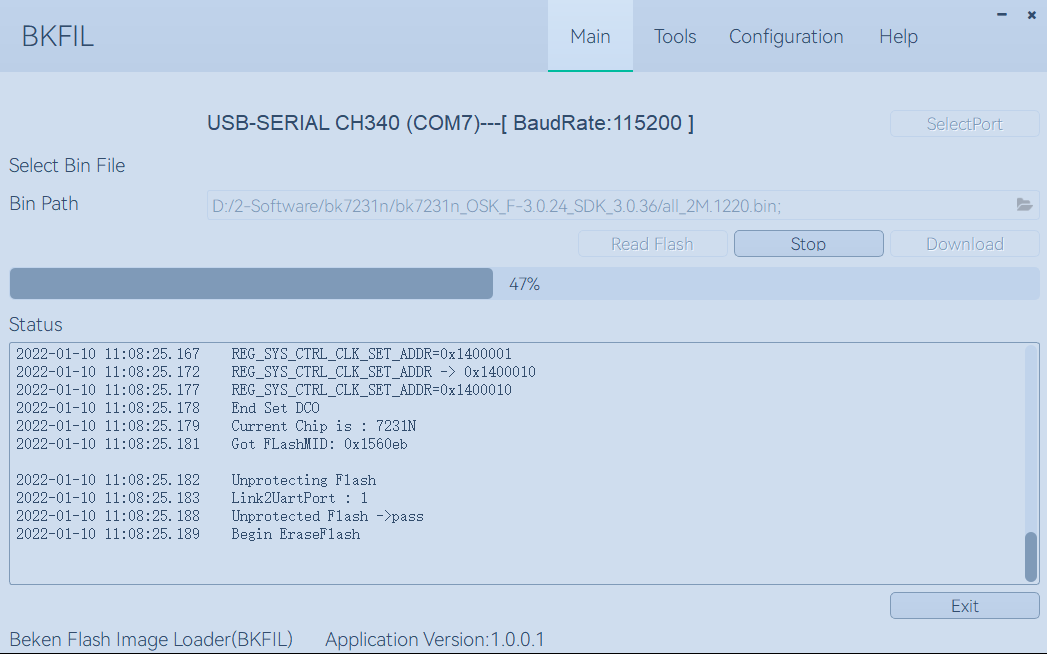 BKFIL
Main Tools Configuration Help
USB-SERIAL CH340 (COM7)---[ BaudRate:115200 ]
SelectPort
Select Bin File
Bin Path
D:/2-Software/bk7231n/bk7231n_OSK_F-3.0.24_SDK_3.0.36/all_2M.1220.bin;
Read Flash Stop Download
47%
Status
2022-01-10 11:08:25.167 REG_SYS_CTRL_CLK_SET_ADDR=0x1400001
2022-01-10 11:08:25.172 REG_SYS_CTRL_CLK_SET_ADDR -> 0x1400010
2022-01-10 11:08:25.177 REG_SYS_CTRL_CLK_SET_ADDR=0x1400010
2022-01-10 11:08:25.178 End Set DCO
2022-01-10 11:08:25.179 Current Chip is : 7231N
2022-01-10 11:08:25.181 Got FLashMID: 0x1560eb
2022-01-10 11:08:25.182 Unprotecting Flash
2022-01-10 11:08:25.183 Link2UartPort : 1
2022-01-10 11:08:25.188 Unprotected Flash ->pass
2022-01-10 11:08:25.189 Begin EraseFlash
Exit
Beken Flash Image Loader(BKFIL) Application Version:1.0.0.1